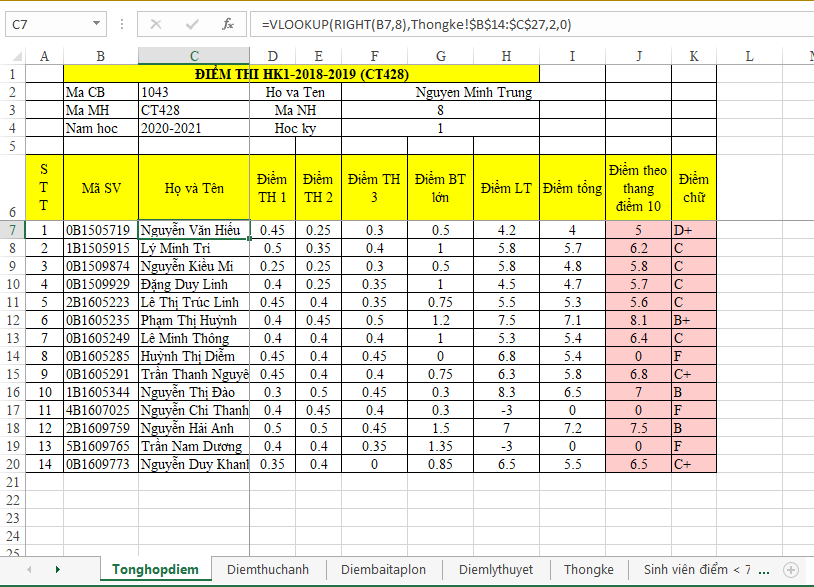 C7 fx =VLOOKUP(RIGHT(B7,8),Thongke!$B$14:$C$27,2,0)
A B C D E F G H I J K L
1 ĐIỂM THI HK1-2018-2019 (CT428)
2 Ma CB 1043 Ho va Ten Nguyen Minh Trung
3 Ma MH CT428 Ma NH 8
4 Nam hoc 2020-2021 Hoc ky 1
5
6 STT Mã SV Họ và Tên Điểm TH 1 Điểm TH 2 Điểm TH 3 Điểm BT lớn Điểm LT Điểm tổng Điểm theo thang điểm 10 Điểm chữ
7 1 0B1505719 Nguyễn Văn Hiếu 0.45 0.25 0.3 0.5 4.2 4 5 D+
8 2 1B1505915 Lý Minh Trí 0.5 0.35 0.4 1 5.8 5.7 6.2 C
9 3 0B1509874 Nguyễn Kiều Mi 0.25 0.25 0.3 0.5 5.8 4.8 5.8 C
10 4 0B1509929 Đặng Duy Linh 0.4 0.25 0.35 1 4.5 4.7 5.7 C
11 5 2B1605223 Lê Thị Trúc Linh 0.45 0.4 0.35 0.75 5.5 5.3 5.6 C
12 6 0B1605235 Phạm Thị Huỳnh 0.4 0.45 0.5 1.2 7.5 7.1 8.1 B+
13 7 0B1605249 Lê Minh Thông 0.4 0.4 0.4 1 5.3 5.4 6.4 C
14 8 0B1605285 Huỳnh Thị Diễm 0.45 0.4 0.45 0 6.8 5.4 0 F
15 9 0B1605291 Trần Thanh Nguyê 0.45 0.4 0.4 0.75 6.3 5.8 6.8 C+
16 10 1B1605344 Nguyễn Thị Đào 0.3 0.5 0.45 0.3 8.3 6.5 7 B
17 11 4B1607025 Nguyễn Chí Thanh 0.4 0.45 0.4 0.3 -3 0 0 F
18 12 2B1609759 Nguyễn Hải Anh 0.5 0.5 0.45 1.5 7 7.2 7.5 B
19 13 5B1609765 Trần Nam Dương 0.4 0.4 0.35 1.35 -3 0 0 F
20 14 0B1609773 Nguyễn Duy Khanh 0.35 0.4 0 0.85 6.5 5.5 6.5 C+
21
22
23
24
25
Tonghopdiem Diemthuchanh Diembaitaplon Diemlythuyet Thongke Sinh viên điểm < 7 ...